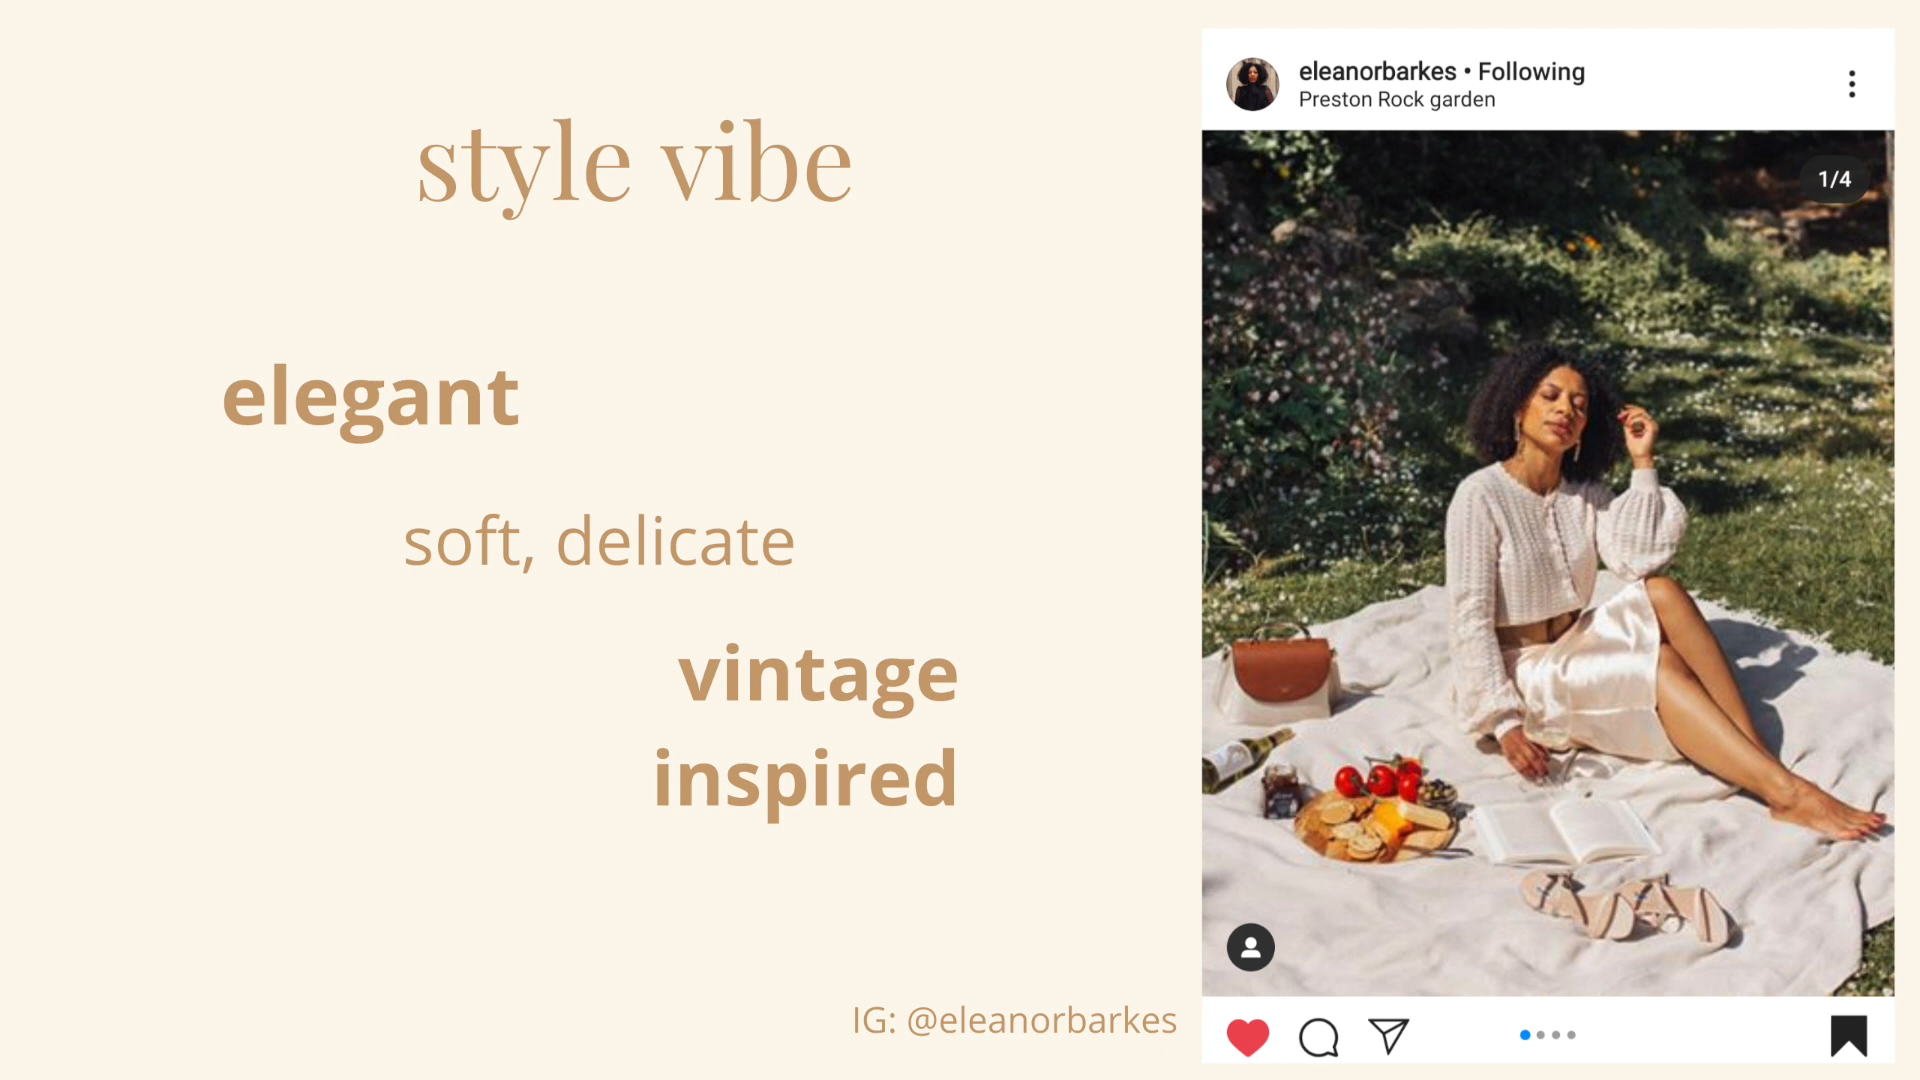 style vibe
elegant
soft, delicate
vintage
inspired
IG: @eleanorbarkes
eleanorbarkes • Following
Preston Rock garden
1/4